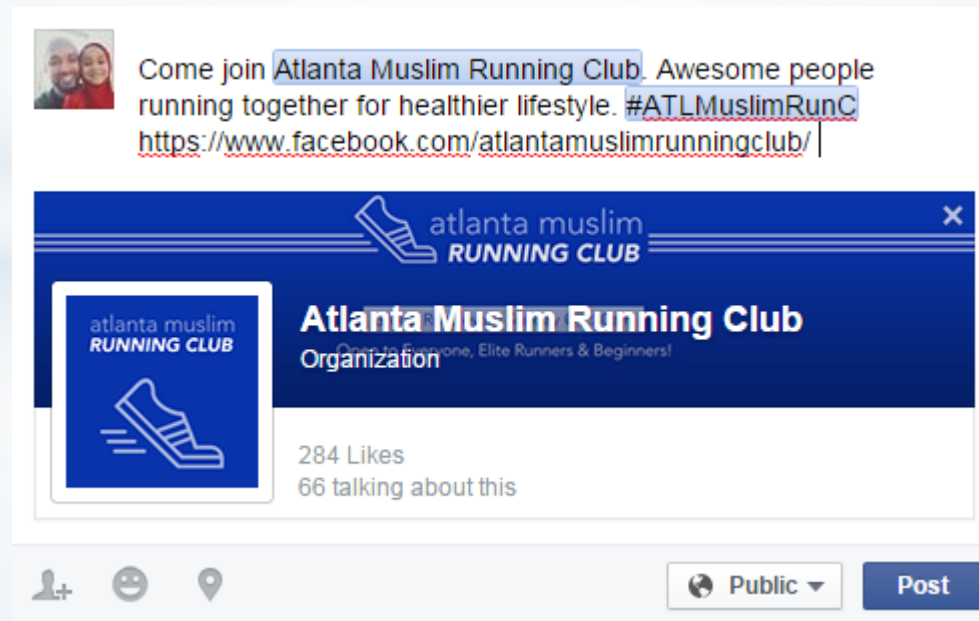 Come join Atlanta Muslim Running Club. Awesome people
running together for healthier lifestyle. #ATLMuslimRunC
https://www.facebook.com/atlantamuslimrunningclub/
atlanta muslim
RUNNING CLUB
atlanta muslim
RUNNING CLUB
Atlanta Muslim Running Club
Open to Everyone, Elite Runners & Beginners!
Organization
284 Likes
66 talking about this
Public
Post